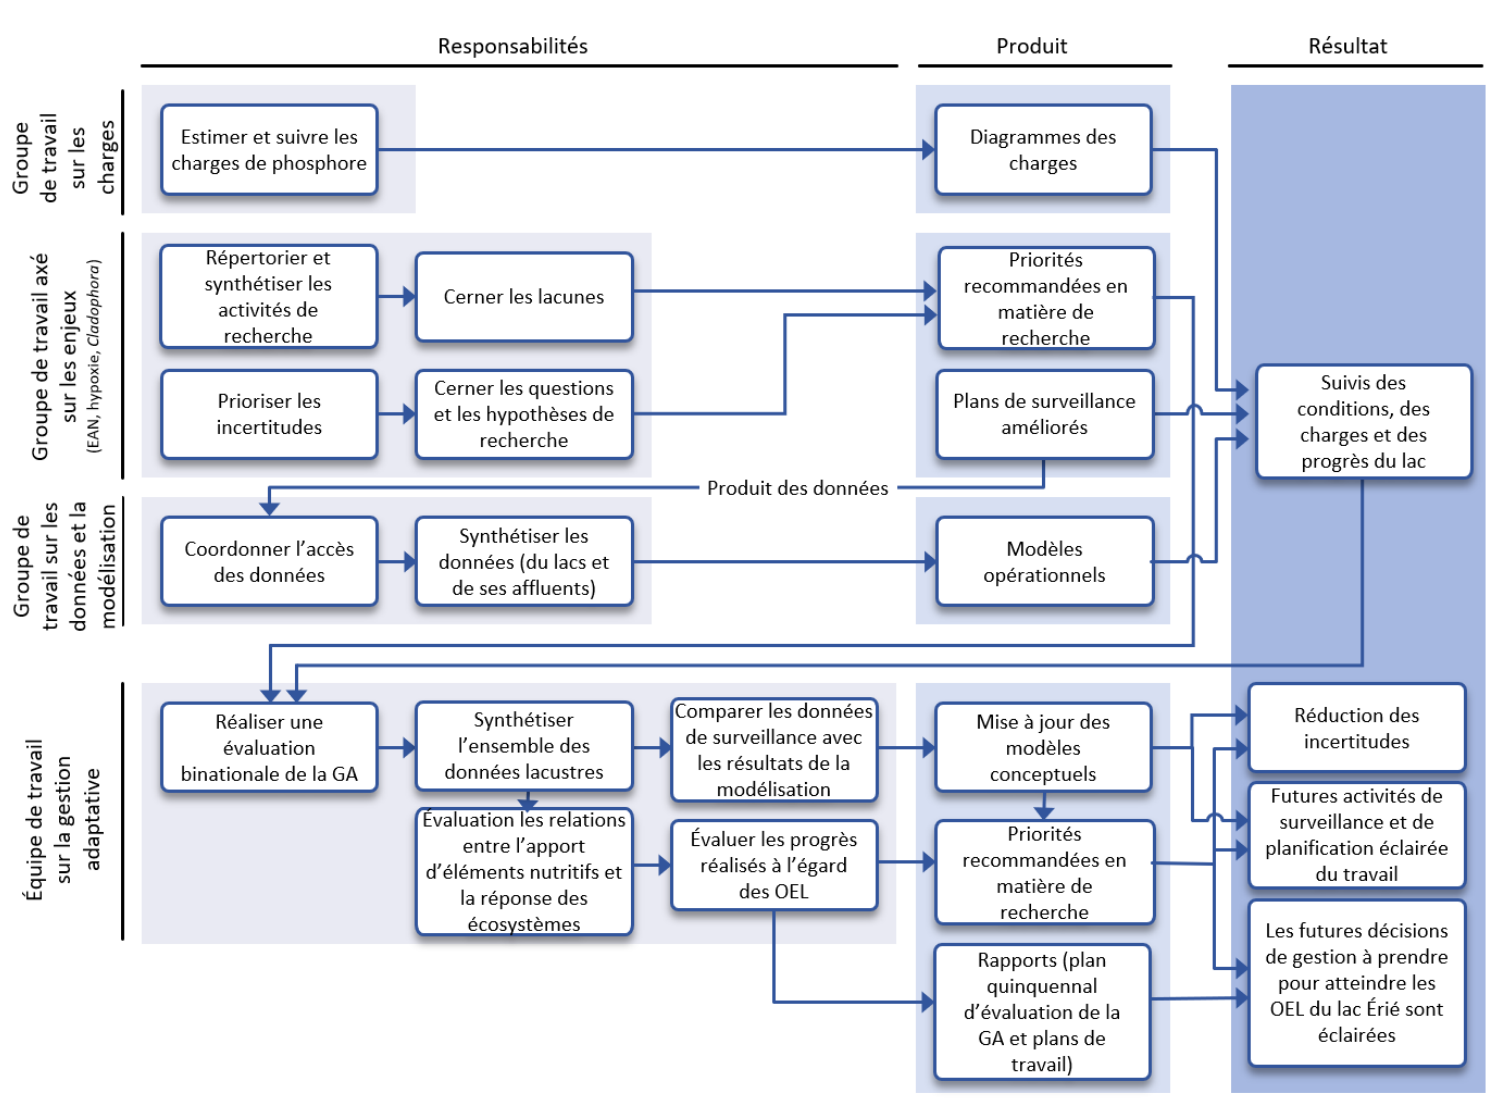 Responsabilités
Produit
Résultat
Groupe
de travail
sur les
charges
Estimer et suivre les
charges de phosphore
Diagrammes des
charges
Groupe de travail axé
sur les enjeux
(EAN, hypoxie, Cladophora)
Répertorier et
synthétiser les
activités de
recherche
Cerner les lacunes
Priorités
recommandées en
matière de
recherche
Prioriser les
incertitudes
Cerner les questions
et les hypothèses de
recherche
Plans de surveillance
améliorés
Suivis des
conditions, des
charges et des
progrès du lac
Produit des données
Groupe de
travail sur les
données et la
modélisation
Coordonner l’accès
des données
Synthétiser les
données (du lacs et
de ses affluents)
Modèles
opérationnels
Équipe de travail
sur la gestion
adaptative
Réaliser une
évaluation
binationale de la GA
Synthétiser
l’ensemble des
données lacustres
Comparer les données
de surveillance avec
les résultats de la
modélisation
Mise à jour des
modèles
conceptuels
Réduction des
incertitudes
Évaluation les relations
entre l’apport
d’éléments nutritifs et
la réponse des
écosystèmes
Évaluer les progrès
réalisés à l’égard
des OEL
Priorités
recommandées en
matière de
recherche
Futures activités de
surveillance et de
planification éclairée
du travail
Rapports (plan
quinquennal
d’évaluation de la
GA et plans de
travail)
Les futures décisions
de gestion à prendre
pour atteindre les
OEL du lac Érié sont
éclairées